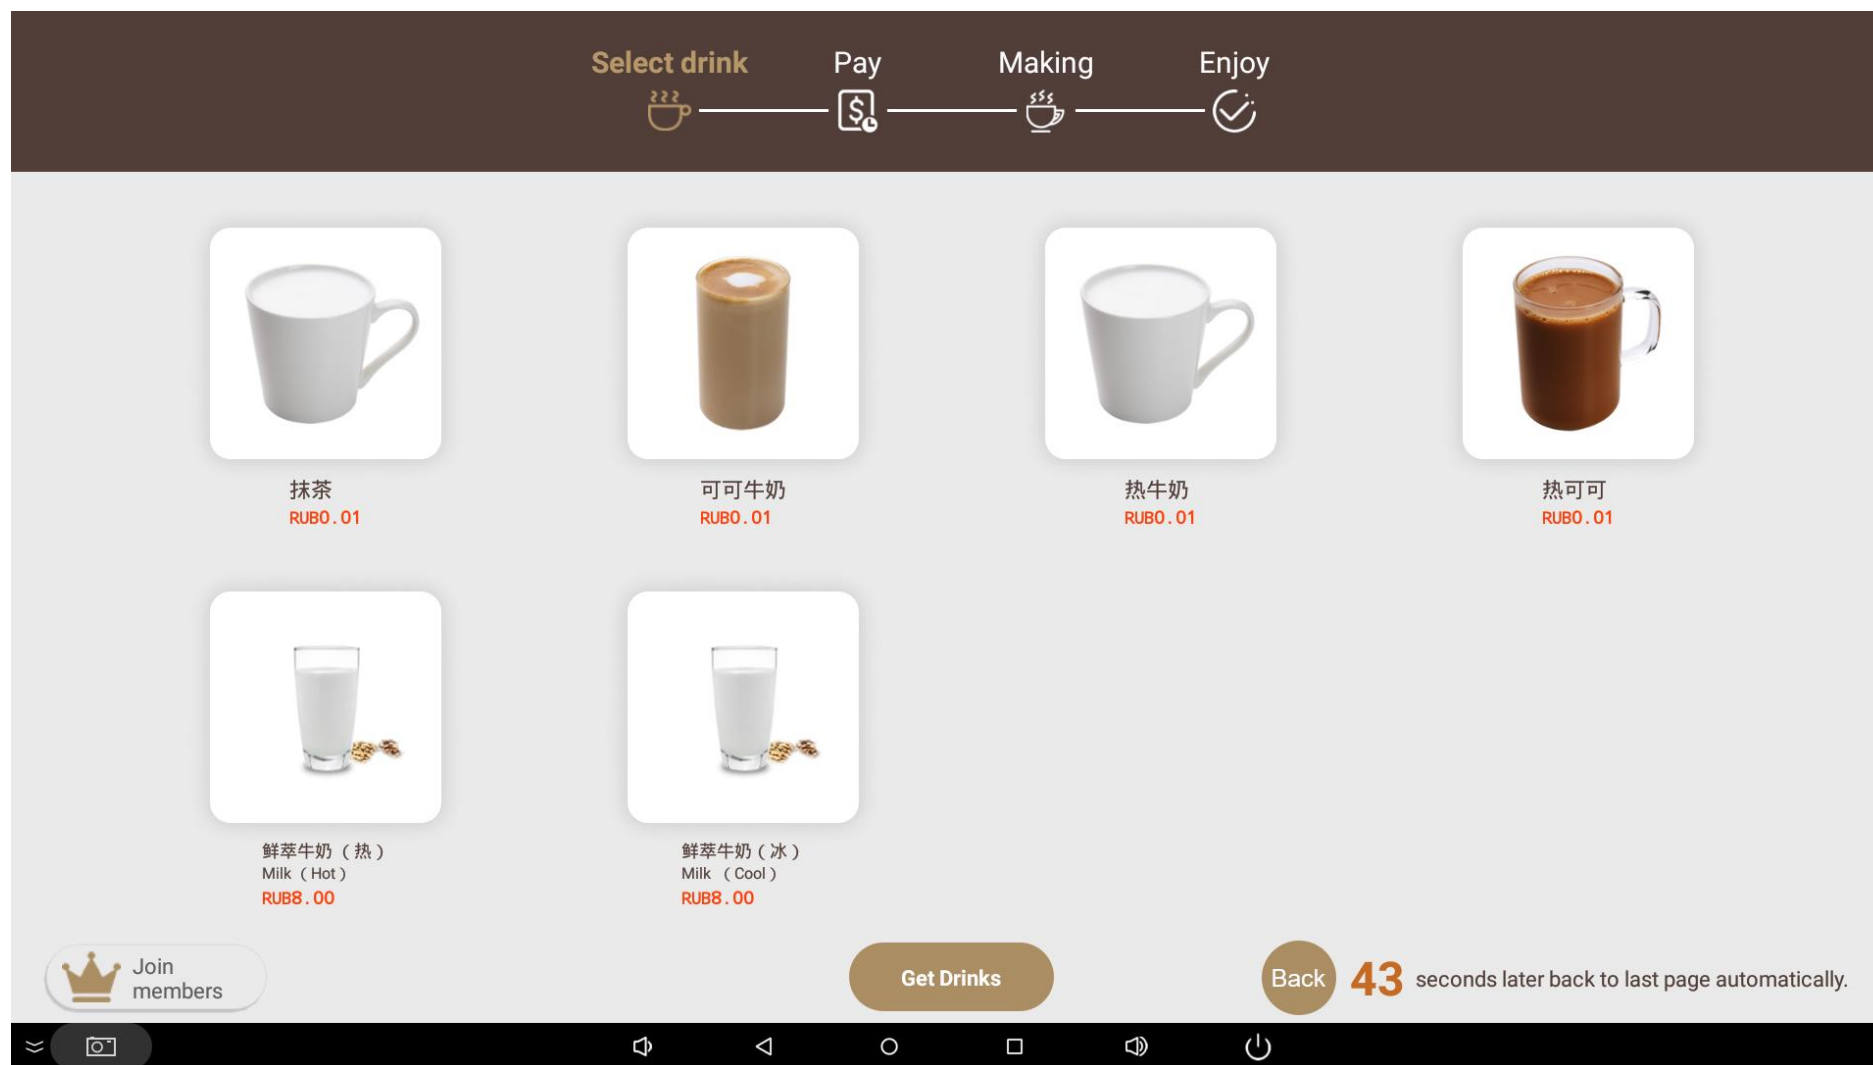 Select drink
Pay
Making
Enjoy
抹茶
RUB0.01
可可牛奶
RUB0.01
热牛奶
RUB0.01
热可可
RUB0.01
鲜萃牛奶（热）
Milk（Hot）
RUB8.00
鲜萃牛奶（冰）
Milk （Cool）
RUB8.00
Join
members
Get Drinks
Back
43 seconds later back to last page automatically.